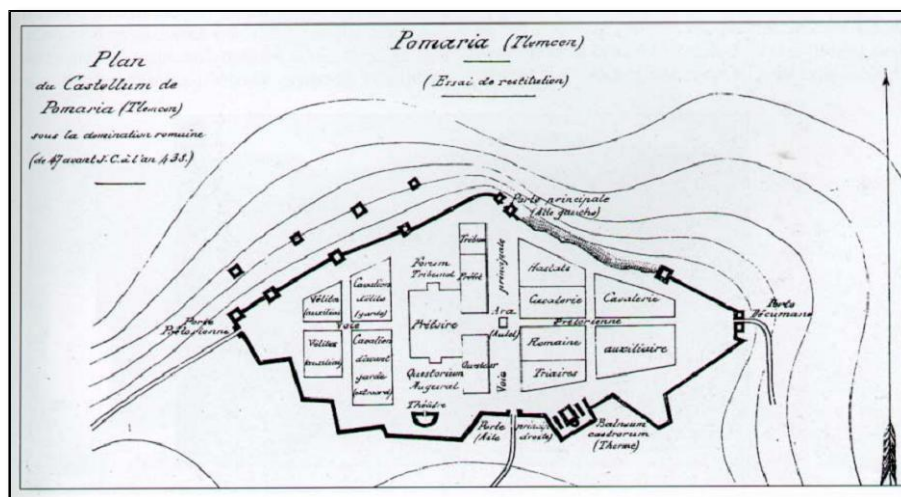 Plan
du Castellum de
Pomaria (Tlemcen)
sous la domination romaine
(de 47 avant J. C. à l'an 435.)
Pomaria (Tlemcen)
(Essai de restitution)
Porte principale
(Aile gauche)
Forum
Tribunal
Prétoire
Questorium
Théâtre
Voie
principale
Ara
(Autel)
Prétorienne
Hastats
Cavalerie
Romaine
Triaires
Cavalerie
auxiliaire
Porte
Décumane
Porte
Prétorienne
Vélites
(auxiliaires)
Voie
Vélites
Cavaliers
d'élite
(garde)
Cavaliers
garde
Porte
(Aile
droite)
Balneum
castrorum
(Thermes)